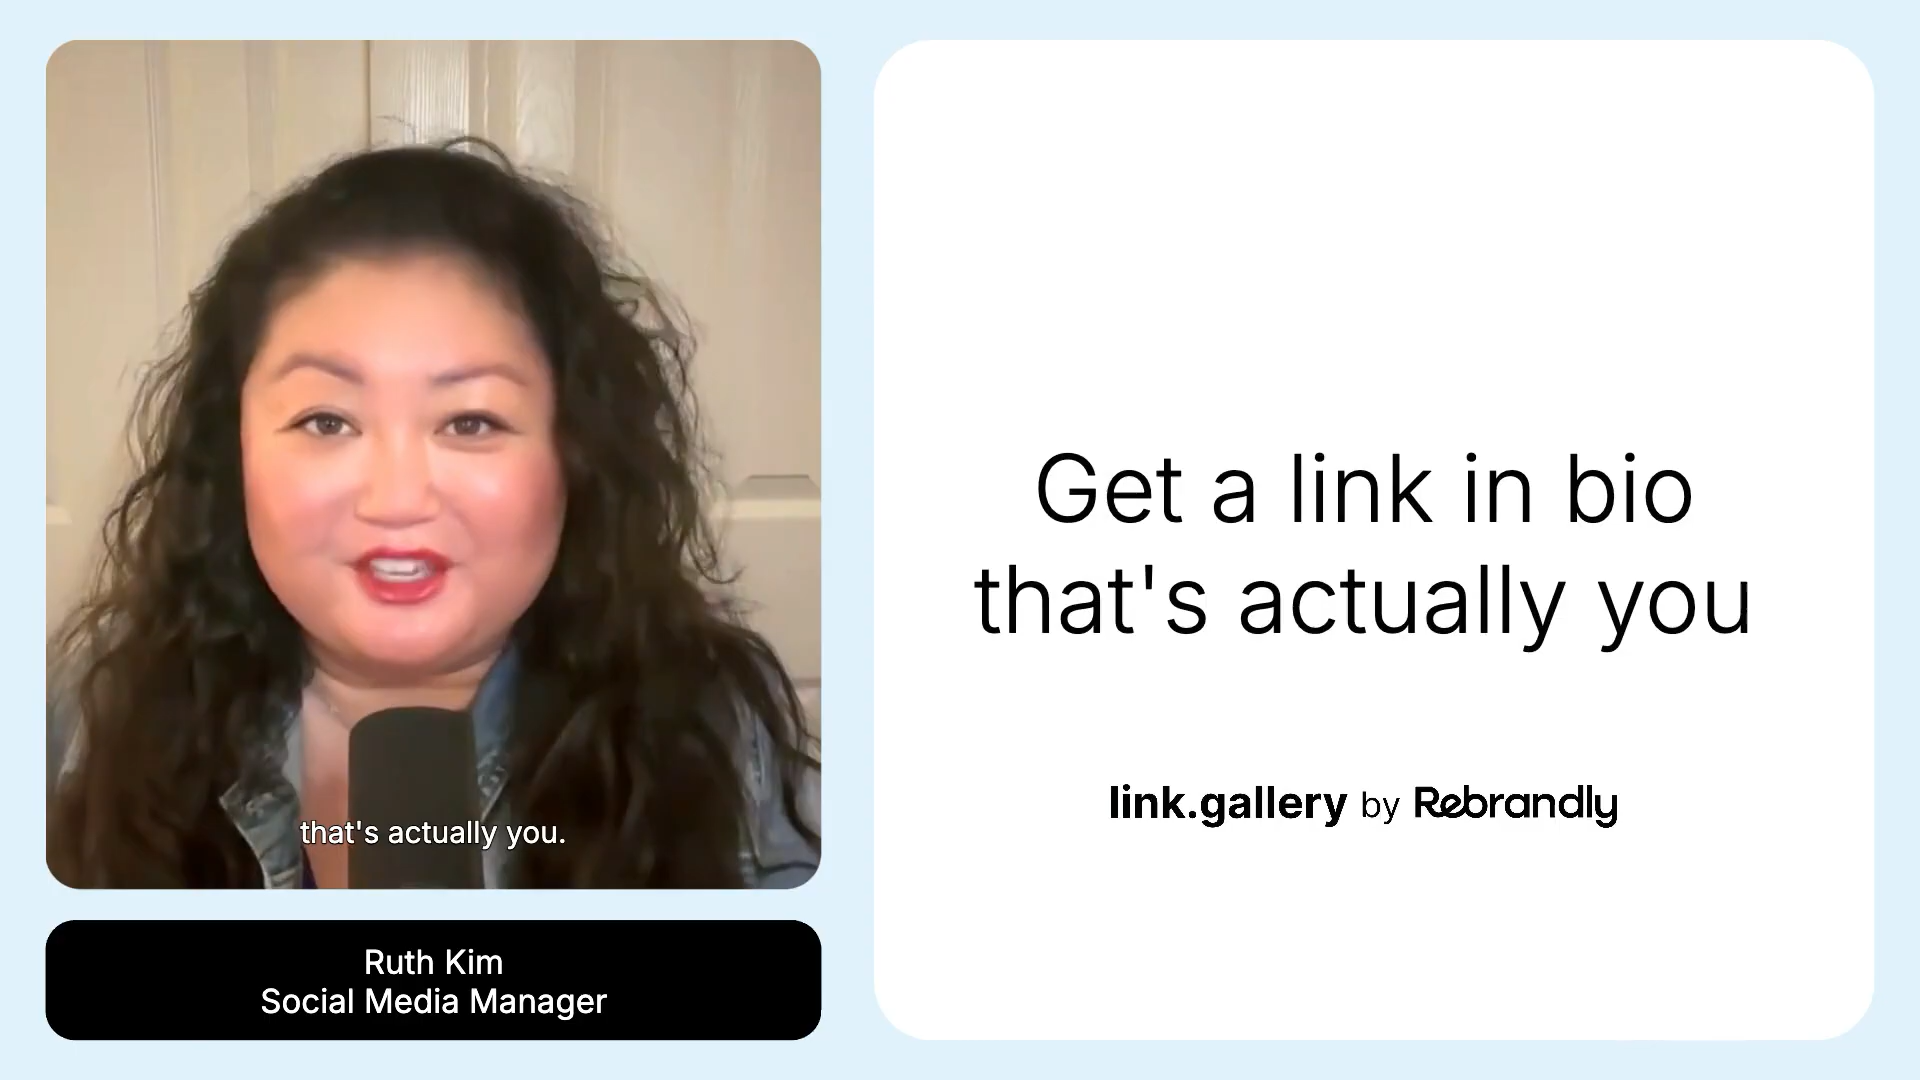 that's actually you.
Ruth Kim
Social Media Manager
Get a link in bio
that's actually you
link.gallery by Rebrandly